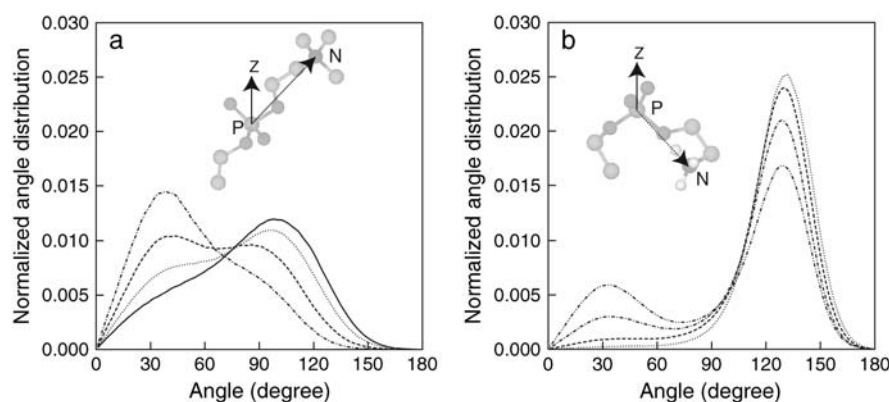 a
Z
N
P
Normalized angle distribution
0.030
0.025
0.020
0.015
0.010
0.005
0.000
0 30 60 90 120 150 180
Angle (degree)
b
Z
P
N
Normalized angle distribution
0.030
0.025
0.020
0.015
0.010
0.005
0.000
0 30 60 90 120 150 180
Angle (degree)